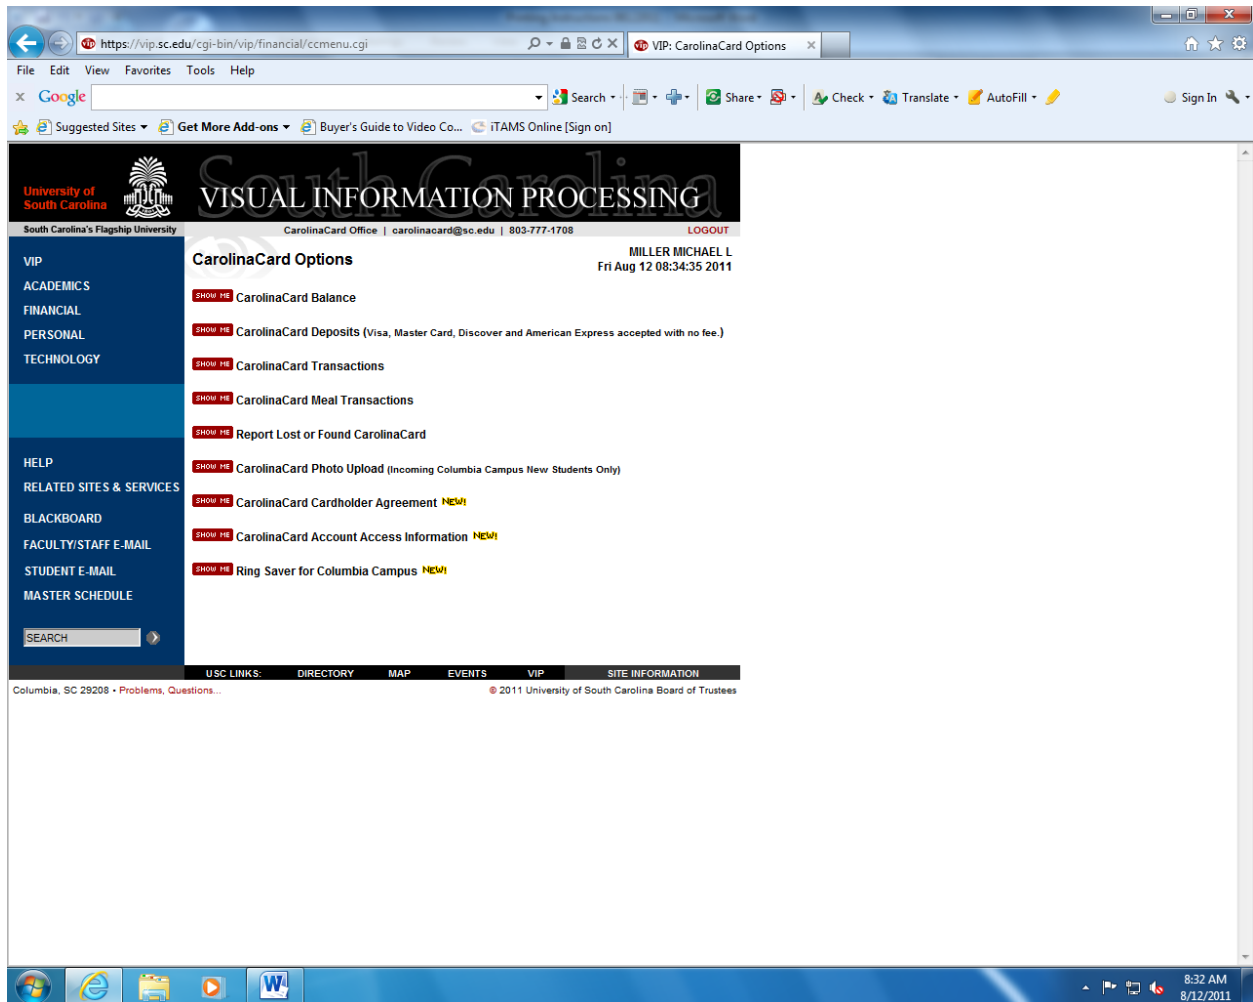 https://vip.sc.edu/cgi-bin/vip/financial/ccmenu.cgi
VIP: CarolinaCard Options
File Edit View Favorites Tools Help
x Google Search Share Check Translate AutoFill Sign In
Suggested Sites Get More Add-ons Buyer's Guide to Video Co... iTAMS Online [Sign on]
South Carolina
University of
South Carolina
VISUAL INFORMATION PROCESSING
South Carolina's Flagship University
CarolinaCard Office | carolinacard@sc.edu | 803-777-1708
LOGOUT
MILLER MICHAEL L
Fri Aug 12 08:34:35 2011
CarolinaCard Options
VIP
ACADEMICS
FINANCIAL
PERSONAL
TECHNOLOGY
HELP
RELATED SITES & SERVICES
BLACKBOARD
FACULTY/STAFF E-MAIL
STUDENT E-MAIL
MASTER SCHEDULE
SEARCH
SHOW ME CarolinaCard Balance
SHOW ME CarolinaCard Deposits (Visa, Master Card, Discover and American Express accepted with no fee.)
SHOW ME CarolinaCard Transactions
SHOW ME CarolinaCard Meal Transactions
SHOW ME Report Lost or Found CarolinaCard
SHOW ME CarolinaCard Photo Upload (Incoming Columbia Campus New Students Only)
SHOW ME CarolinaCard Cardholder Agreement NEW!
SHOW ME CarolinaCard Account Access Information NEW!
SHOW ME Ring Saver for Columbia Campus NEW!
USC LINKS: DIRECTORY MAP EVENTS VIP SITE INFORMATION
Columbia, SC 29208 • Problems, Questions...
© 2011 University of South Carolina Board of Trustees
8:32 AM
8/12/2011